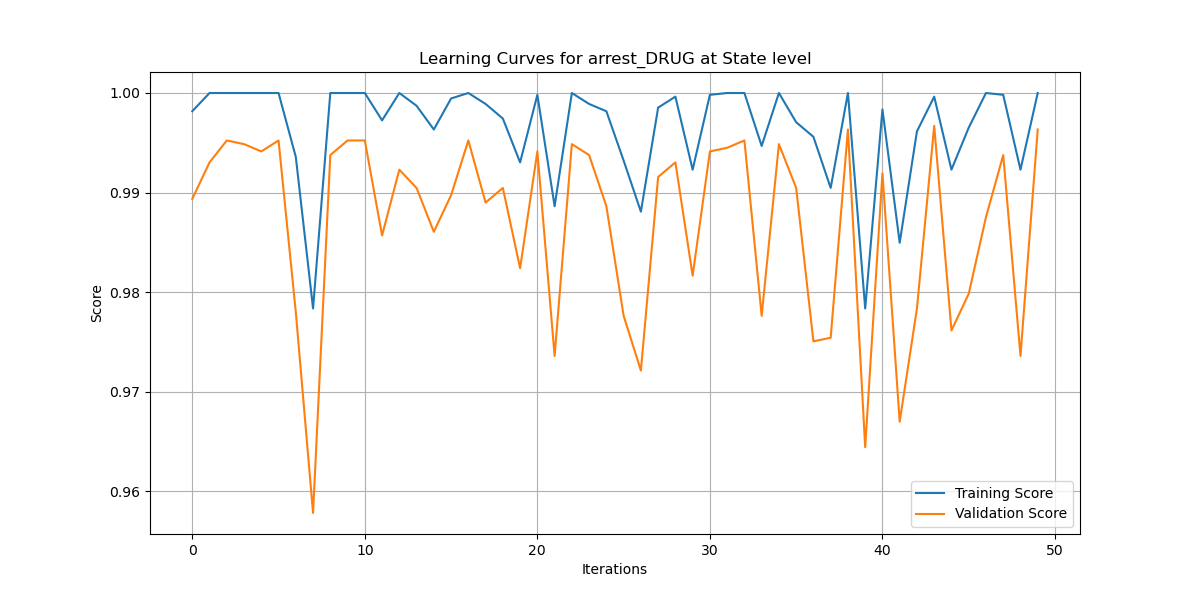 Learning Curves for arrest_DRUG at State level
1.00
0.99
0.98
0.97
0.96
Score
0
10
20
30
40
50
Iterations
Training Score
Validation Score